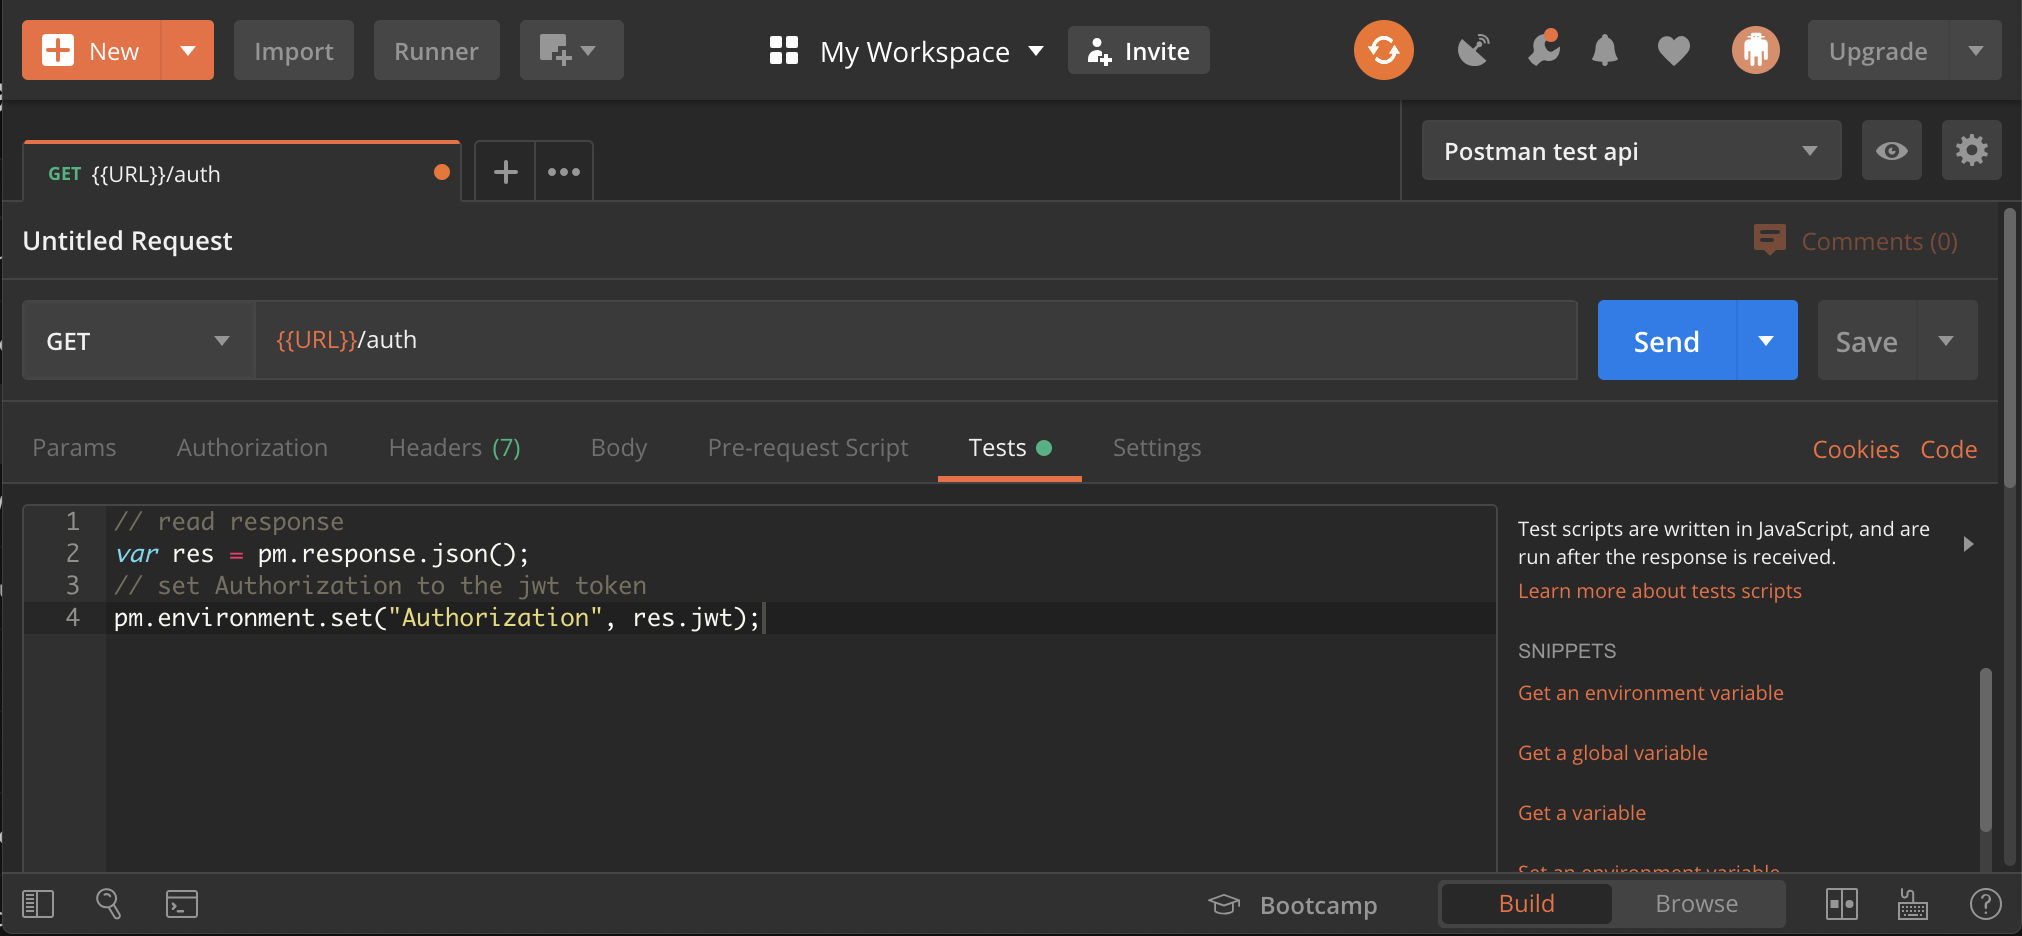 New
Import
Runner
My Workspace
Invite
Upgrade
GET {{URL}}/auth
Postman test api
Untitled Request
Comments (0)
GET
{{URL}}/auth
Send
Save
Params
Authorization
Headers (7)
Body
Pre-request Script
Tests
Settings
Cookies
Code
1 // read response
2 var res = pm.response.json();
3 // set Authorization to the jwt token
4 pm.environment.set("Authorization", res.jwt);
Test scripts are written in JavaScript, and are
run after the response is received.
Learn more about tests scripts
SNIPPETS
Get an environment variable
Get a global variable
Get a variable
Set an environment variable
Bootcamp
Build
Browse